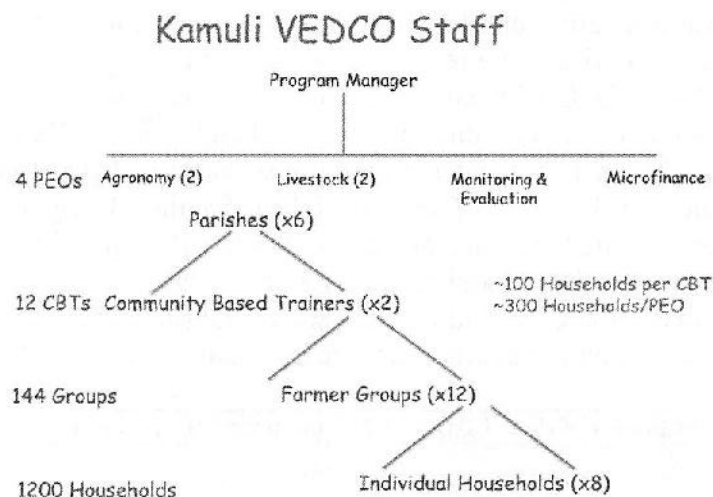 Kamuli VEDCO Staff
Program Manager
4 PEOs Agronomy (2) Livestock (2) Monitoring & Evaluation Microfinance
Parishes (x6)
12 CBTs Community Based Trainers (x2)
~100 Households per CBT
~300 Households/PEO
144 Groups Farmer Groups (x12)
1200 Households Individual Households (x8)